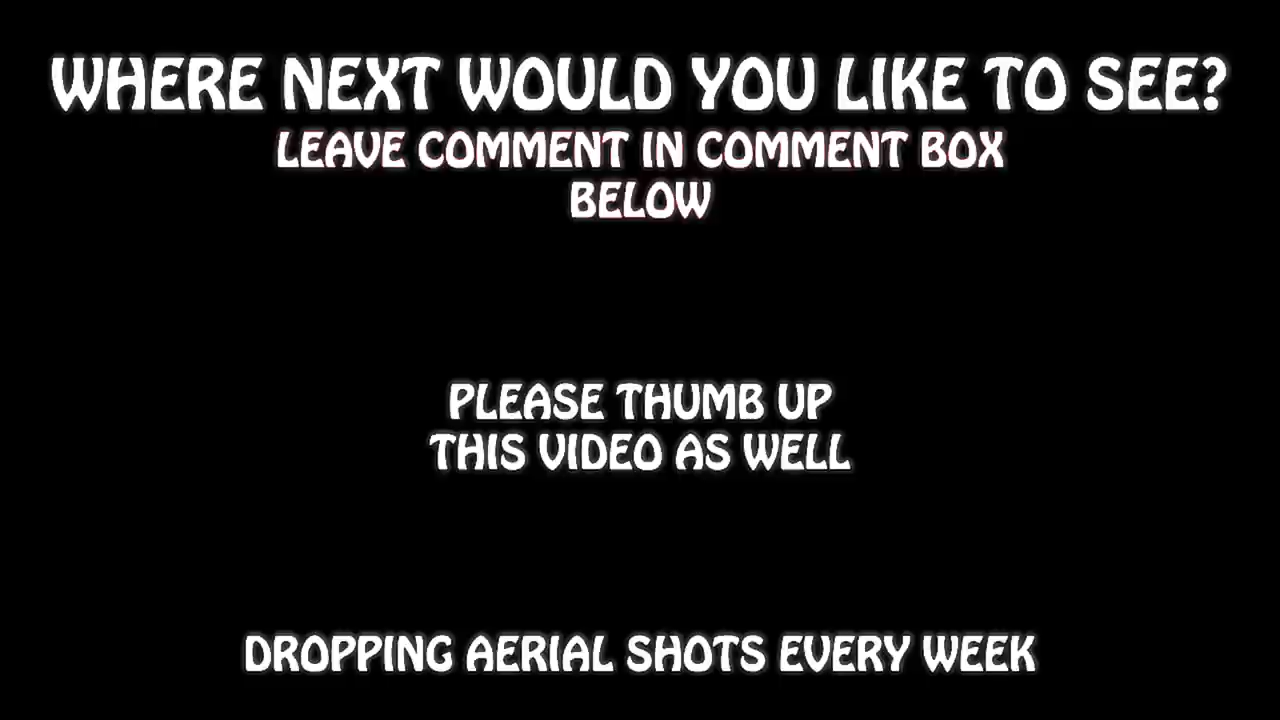 WHERE NEXT WOULD YOU LIKE TO SEE?
LEAVE COMMENT IN COMMENT BOX
BELOW
PLEASE THUMB UP
THIS VIDEO AS WELL
DROPPING AERIAL SHOTS EVERY WEEK